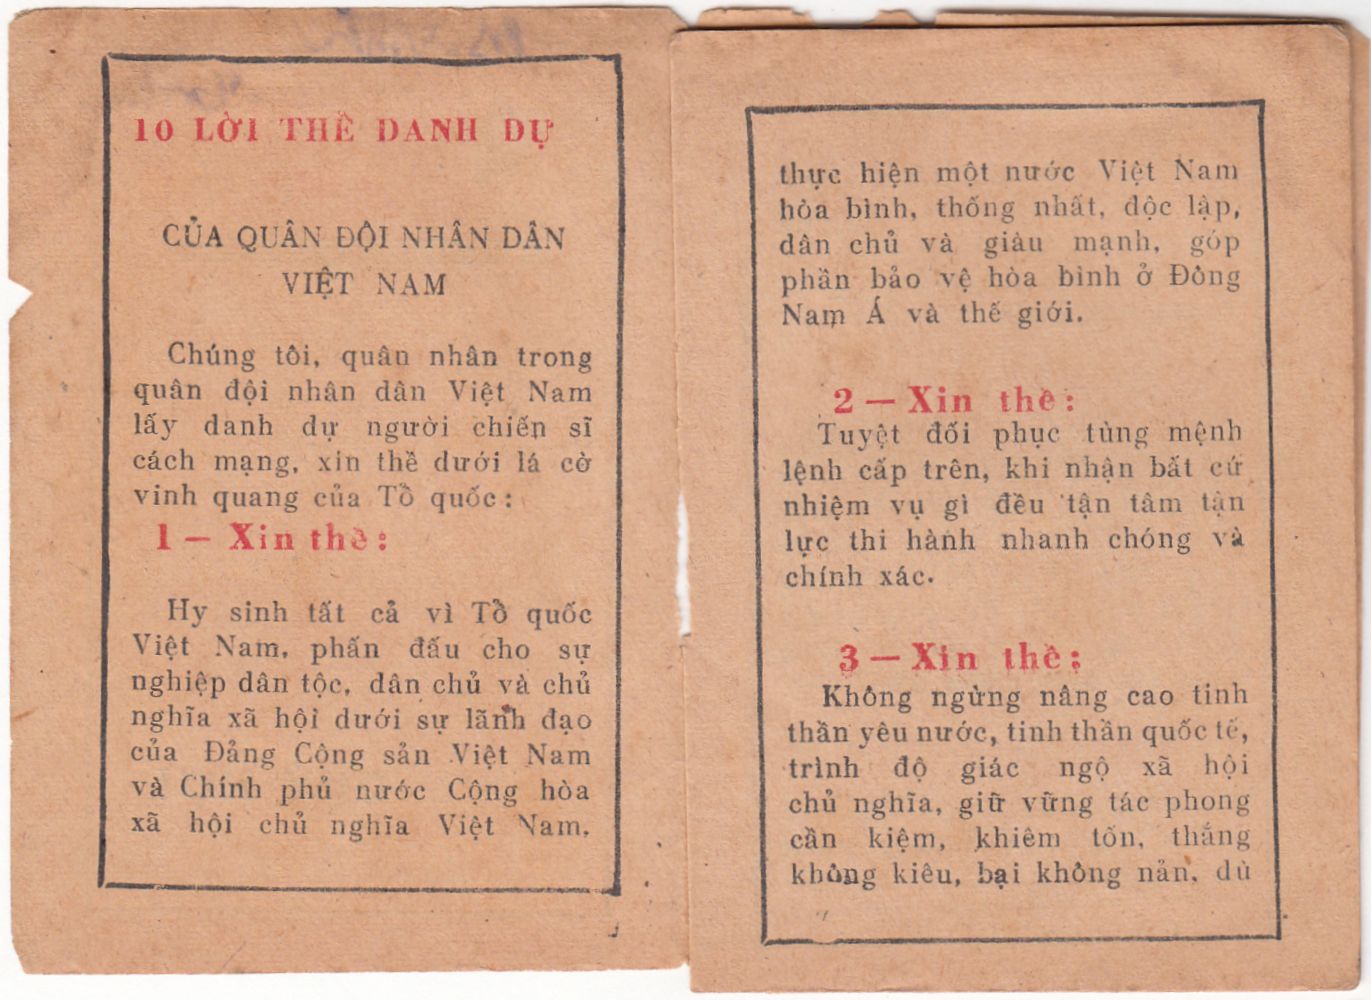 10 LỜI THỀ DANH DỰ
CỦA QUÂN ĐỘI NHÂN DÂN
VIỆT NAM
Chúng tôi, quân nhân trong
quân đội nhân dân Việt Nam
lấy danh dự người chiến sĩ
cách mạng, xin thề dưới lá cờ
vinh quang của Tổ quốc :
1 — Xin thề :
Hy sinh tất cả vì Tổ quốc
Việt Nam, phấn đấu cho sự
nghiệp dân tộc, dân chủ và chủ
nghĩa xã hội dưới sự lãnh đạo
của Đảng Cộng sản Việt Nam
và Chính phủ nước Cộng hòa
xã hội chủ nghĩa Việt Nam,
thực hiện một nước Việt Nam
hòa bình, thống nhất, độc lập,
dân chủ và giàu mạnh, góp
phần bảo vệ hòa bình ở Đông
Nam Á và thế giới.
2 — Xin thề :
Tuyệt đối phục tùng mệnh
lệnh cấp trên, khi nhận bất cứ
nhiệm vụ gì đều tận tâm tận
lực thi hành nhanh chóng và
chính xác.
3 — Xin thề :
Không ngừng nâng cao tinh
thần yêu nước, tinh thần quốc tế,
trình độ giác ngộ xã hội
chủ nghĩa, giữ vững tác phong
cần kiệm, khiêm tốn, thắng
không kiêu, bại không nản, dù